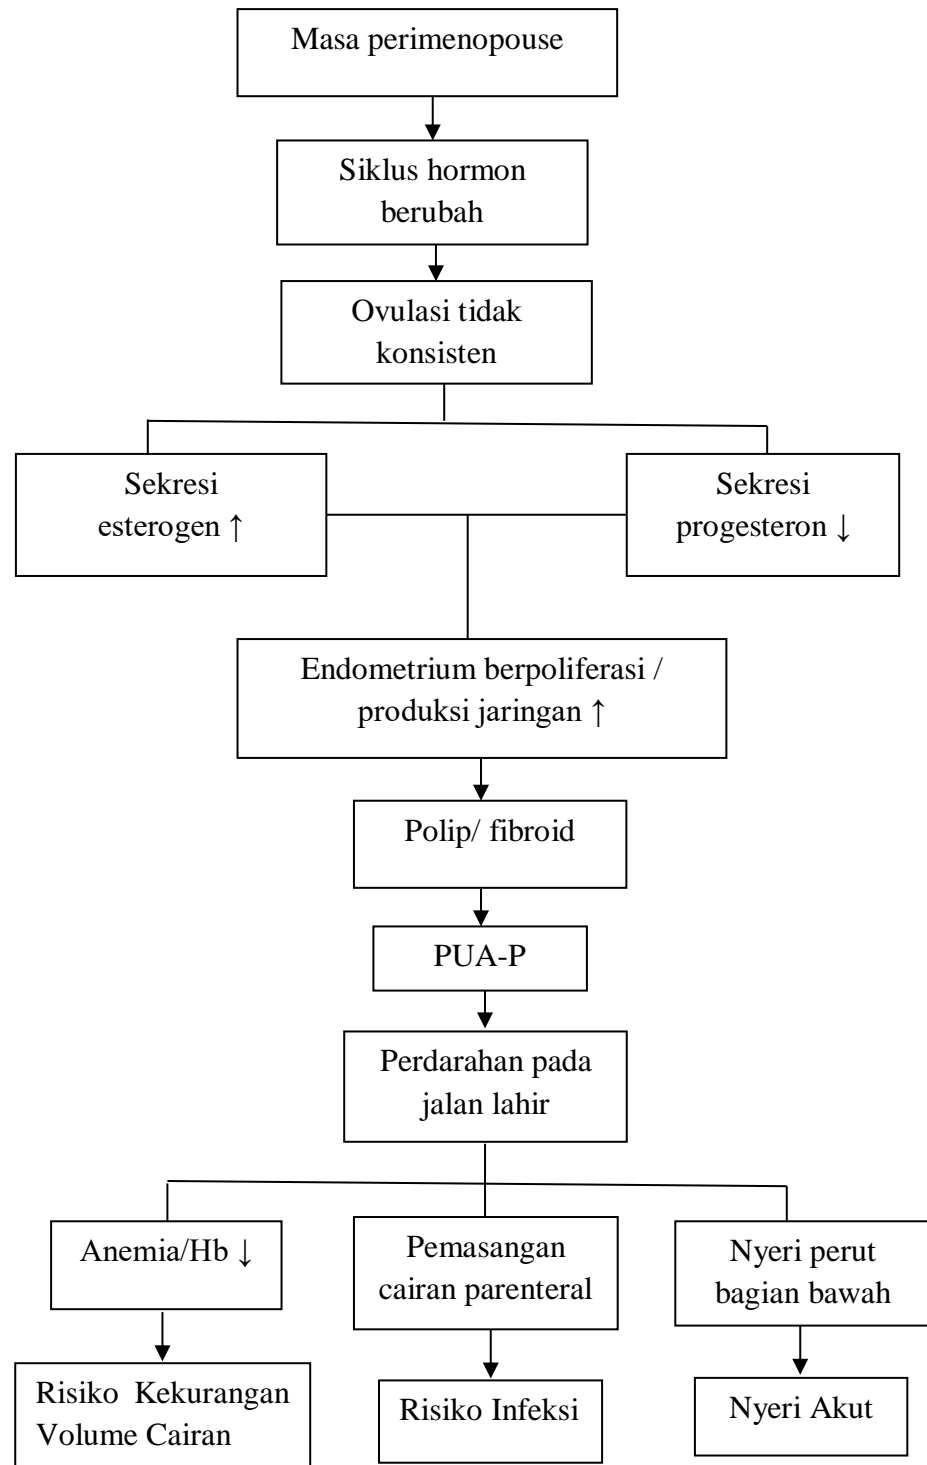 Masa perimenopouse
Siklus hormon
berubah
Ovulasi tidak
konsisten
Sekresi
esterogen ↑
Sekresi
progesteron ↓
Endometrium berpoliferasi /
produksi jaringan ↑
Polip/ fibroid
PUA-P
Perdarahan pada
jalan lahir
Anemia/Hb ↓
Pemasangan
cairan parenteral
Nyeri perut
bagian bawah
Risiko Kekurangan
Volume Cairan
Risiko Infeksi
Nyeri Akut